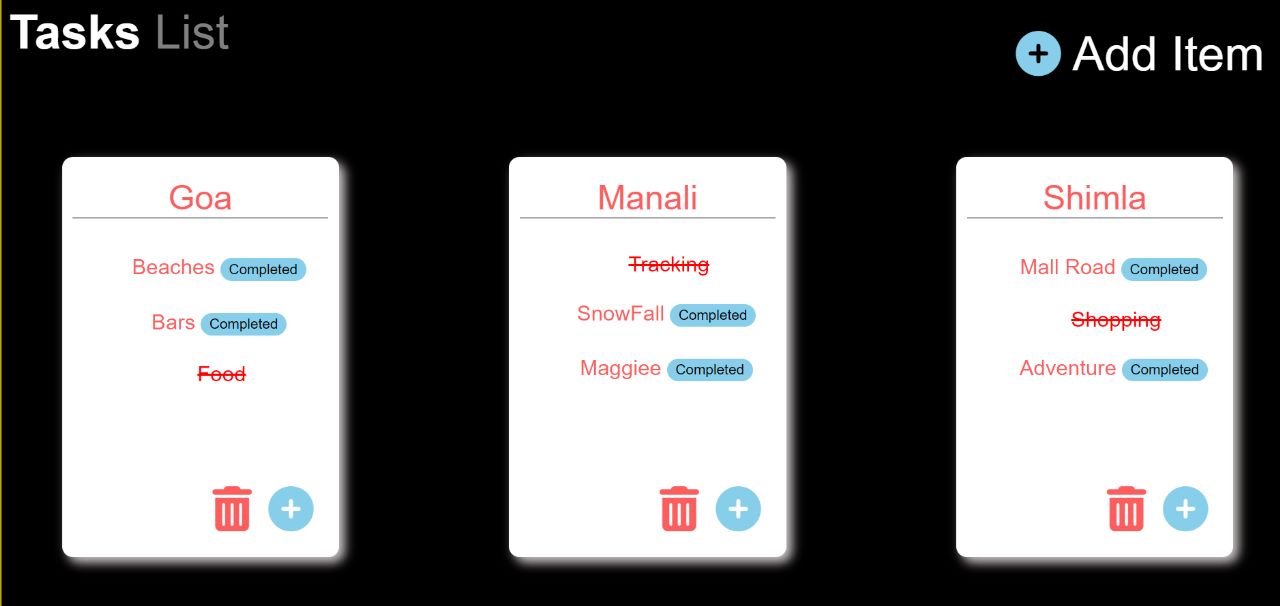 Tasks List
Add Item
Goa
Beaches Completed
Bars Completed
Food
Manali
Tracking
SnowFall Completed
Maggiee Completed
Shimla
Mall Road Completed
Shopping
Adventure Completed